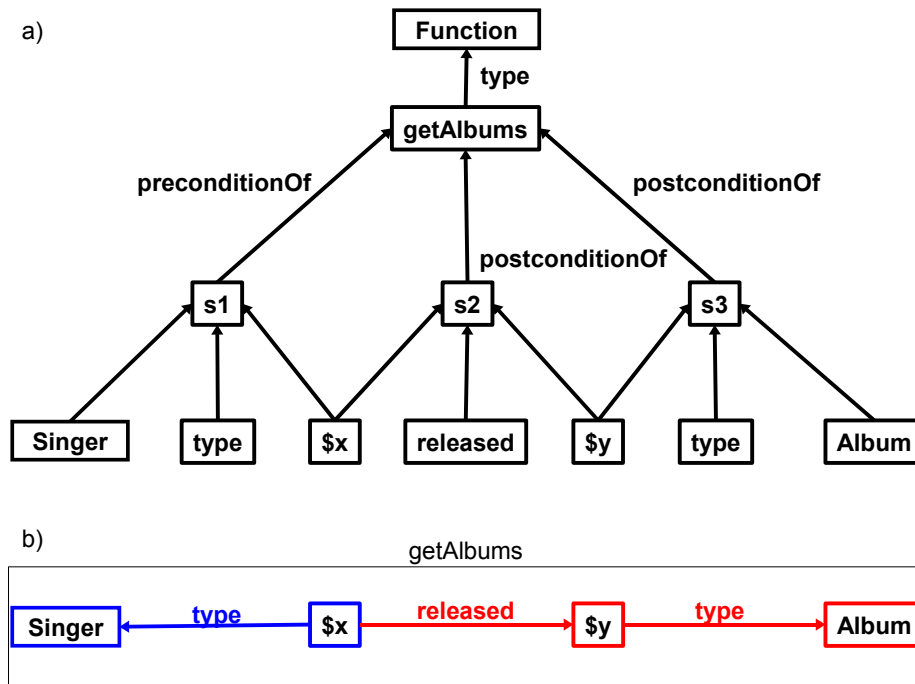 a)
Function
type
getAlbums
preconditionOf
postconditionOf
postconditionOf
s1
s2
s3
Singer
type
$x
released
$y
type
Album
b)
getAlbums
Singer
type
$x
released
$y
type
Album